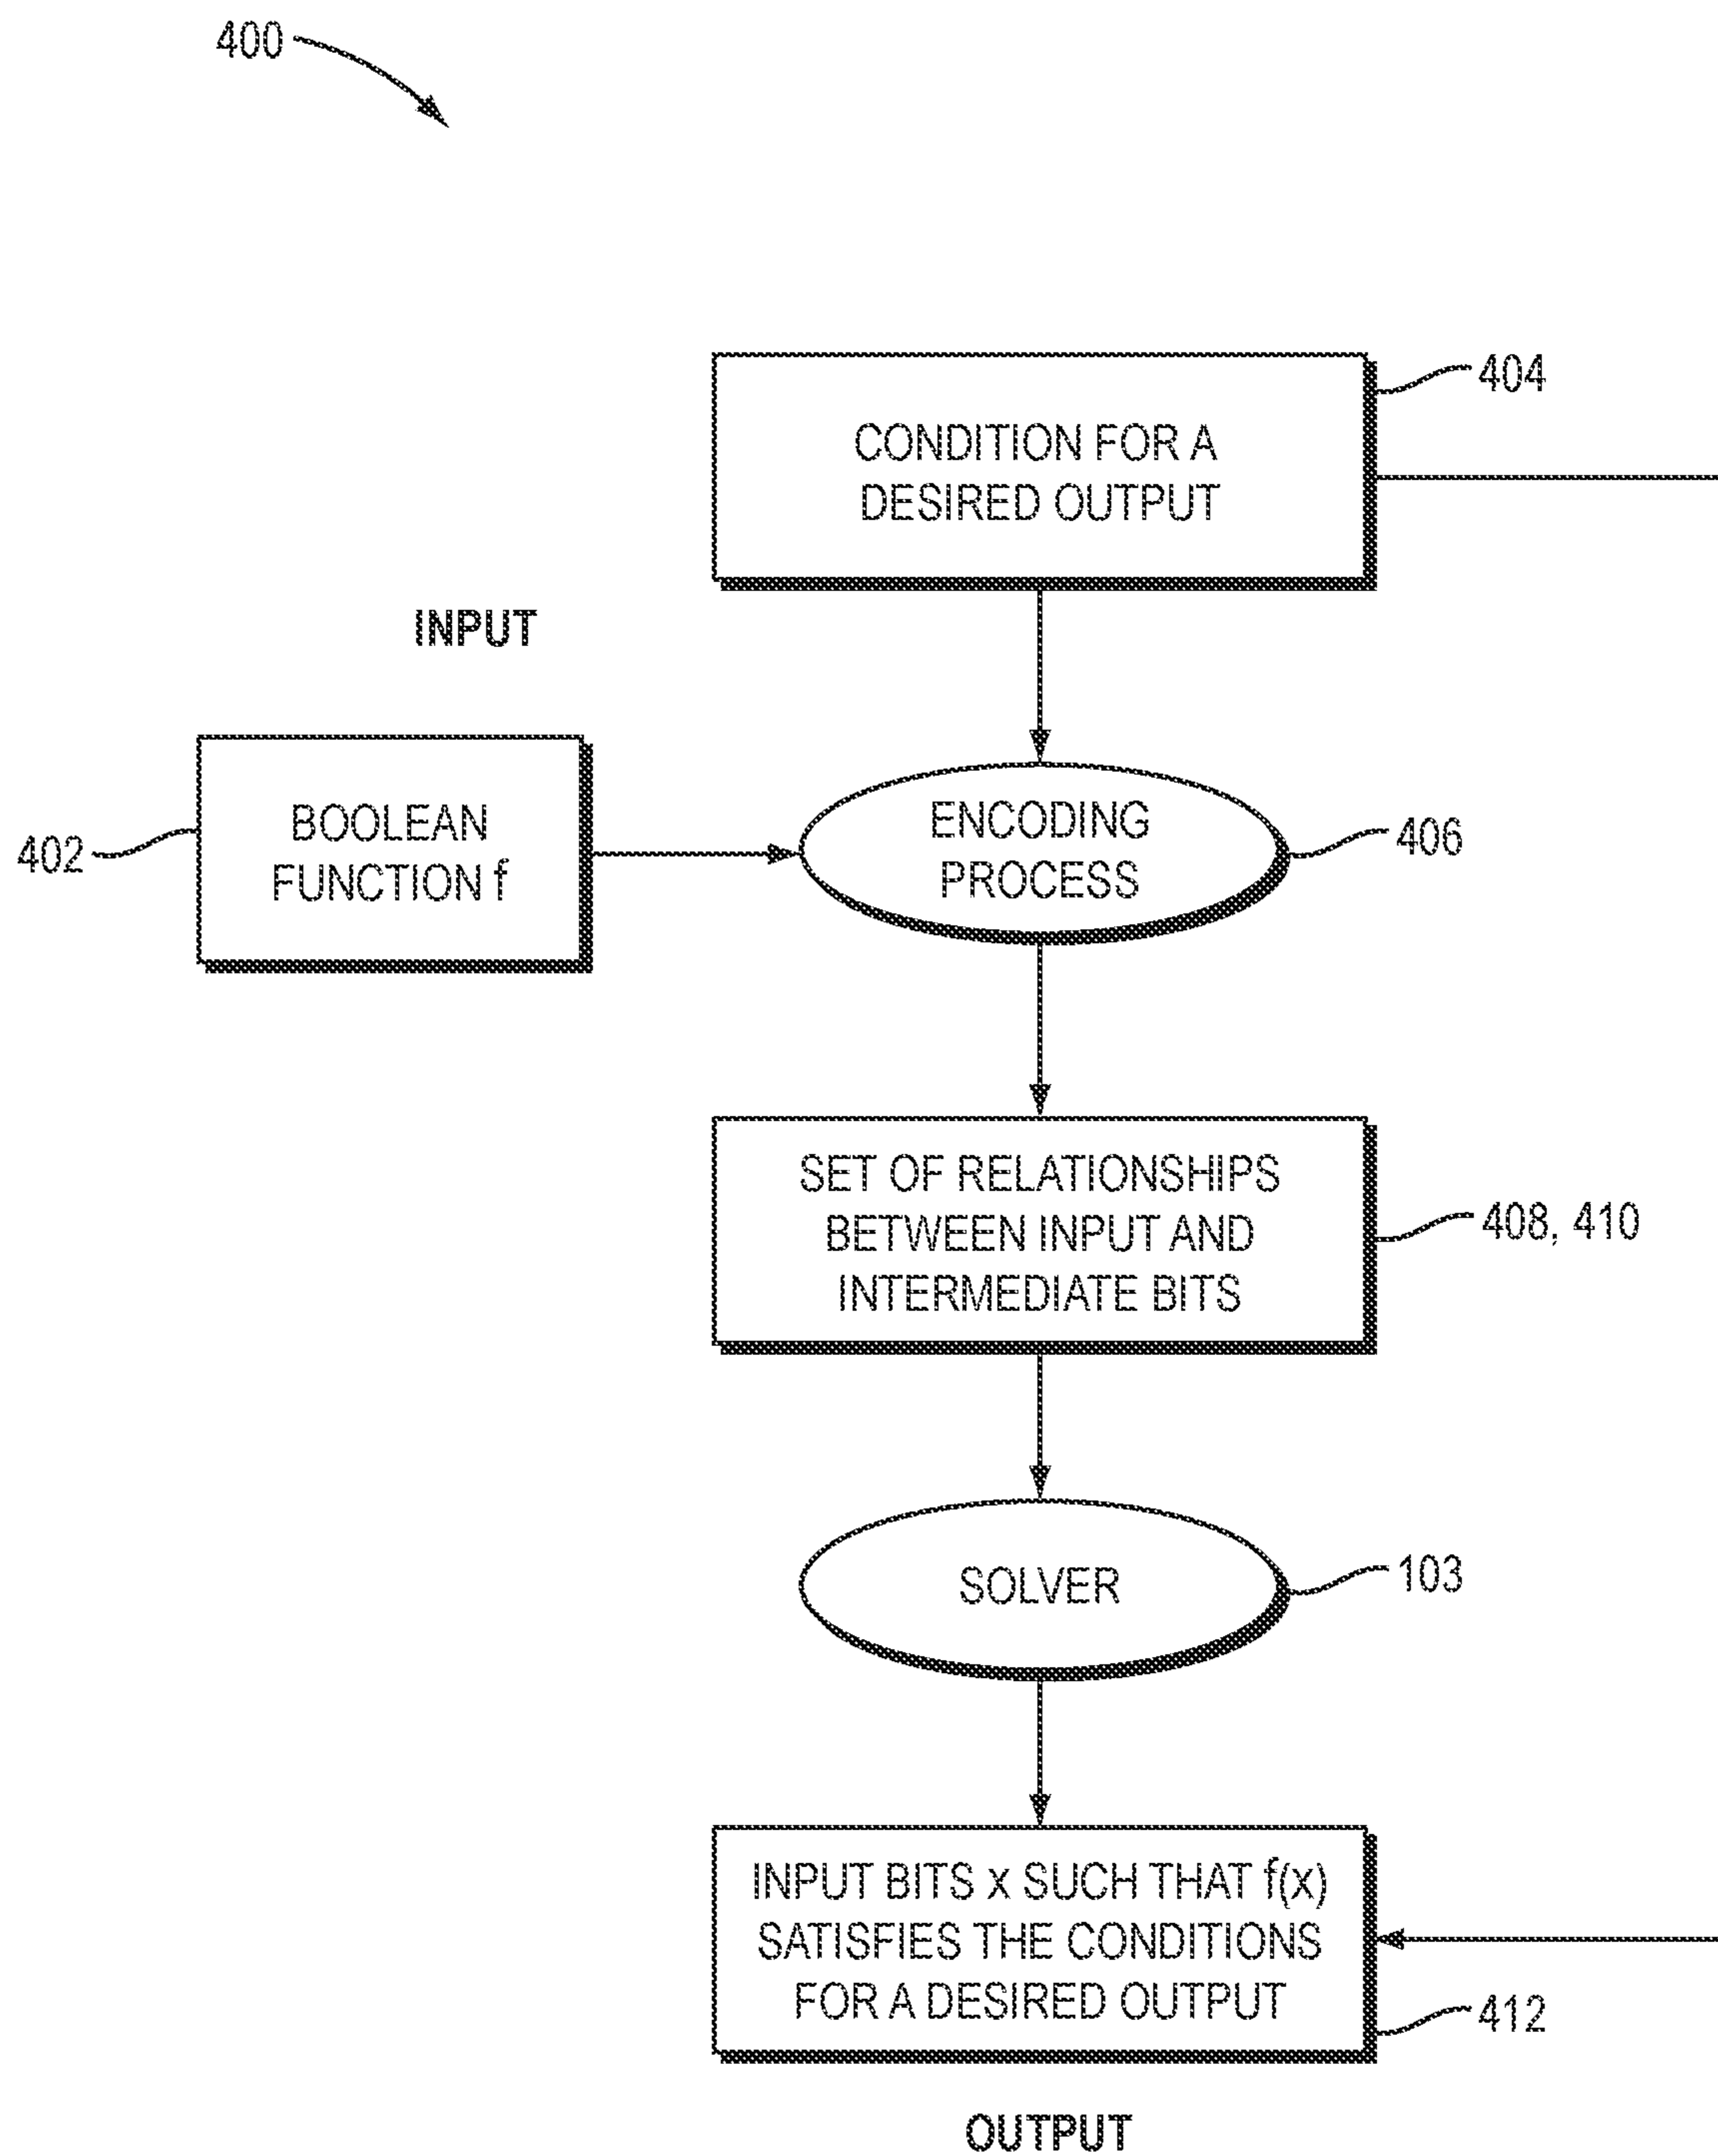 400
CONDITION FOR A
DESIRED OUTPUT
404
INPUT
BOOLEAN
FUNCTION f
402
ENCODING
PROCESS
406
SET OF RELATIONSHIPS
BETWEEN INPUT AND
INTERMEDIATE BITS
408, 410
SOLVER
103
INPUT BITS x SUCH THAT f(x)
SATISFIES THE CONDITIONS
FOR A DESIRED OUTPUT
412
OUTPUT